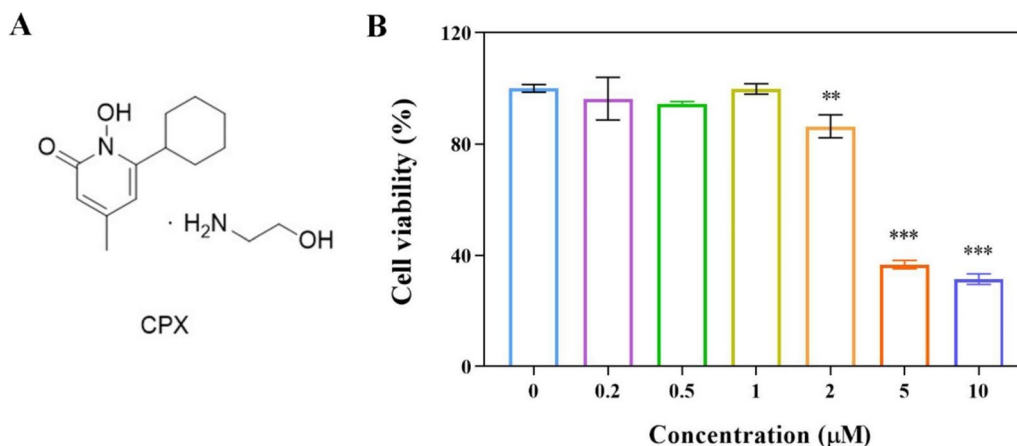 A
OH
N
O
· H₂N
OH
CPX
B
Cell viability (%)
120
80
40
0
**
***
***
0 0.2 0.5 1 2 5 10
Concentration (μM)